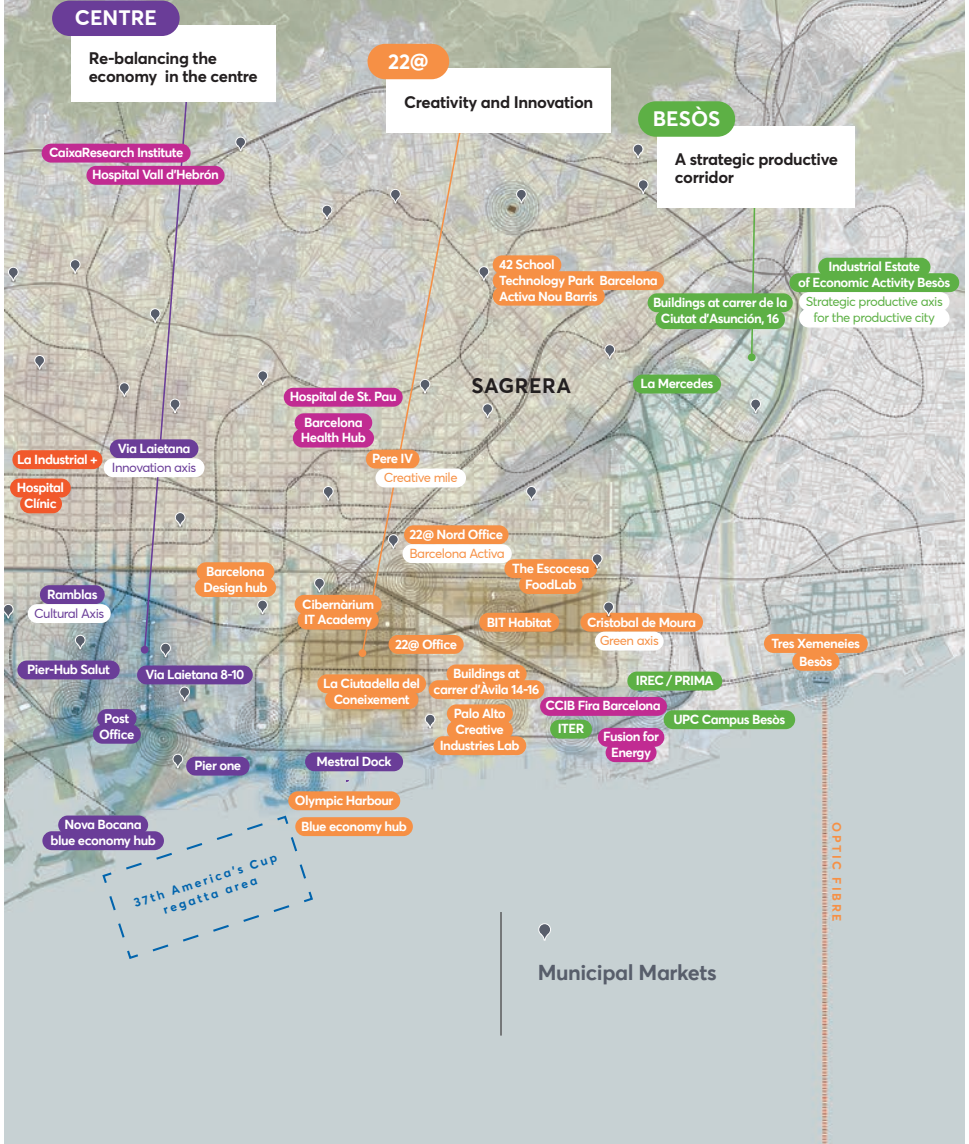 CENTRE
Re-balancing the
economy in the centre
22@
Creativity and Innovation
BESÒS
A strategic productive
corridor
CaixaResearch Institute
Hospital Vall d'Hebrón
42 School
Technology Park Barcelona
Activa Nou Barris
Industrial Estate
of Economic Activity Besòs
Strategic productive axis
for the productive city
Buildings at carrer de la
Ciutat d'Asunción, 16
La Mercedes
SAGRERA
Hospital de St. Pau
Barcelona
Health Hub
Via Laietana
Innovation axis
La Industrial +
Hospital
Clínic
Pere IV
Creative mile
22@ Nord Office
Barcelona Activa
The Escocesa
FoodLab
Barcelona
Design hub
Cibernàrium
IT Academy
BIT Habitat
Cristobal de Moura
Green axis
Ramblas
Cultural Axis
22@ Office
Tres Xemeneies
Besòs
Pier-Hub Salut
Via Laietana 8-10
La Ciutadella del
Coneixement
Buildings at
carrer d'Àvila 14-16
IREC / PRIMA
CCIB Fira Barcelona
UPC Campus Besòs
Palo Alto
Creative
Industries Lab
ITER
Fusion for
Energy
Post
Office
Pier one
Mestral Dock
Olympic Harbour
Blue economy hub
Nova Bocana
blue economy hub
37th America's Cup
regatta area
OPTIC FIBRE
Municipal Markets